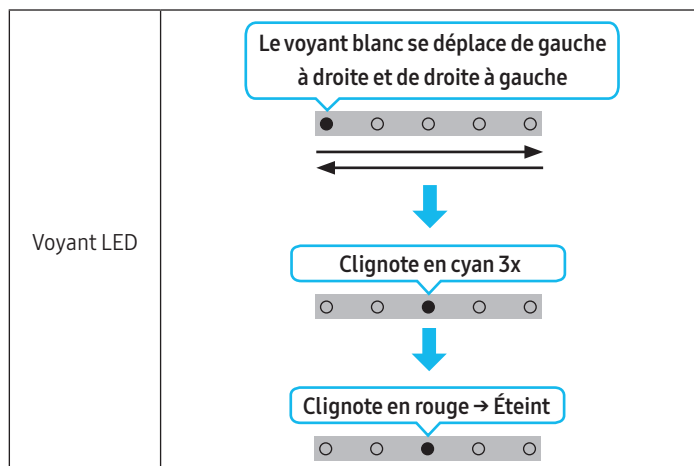 Le voyant blanc se déplace de gauche
à droite et de droite à gauche
Voyant LED
Clignote en cyan 3x
Clignote en rouge → Éteint